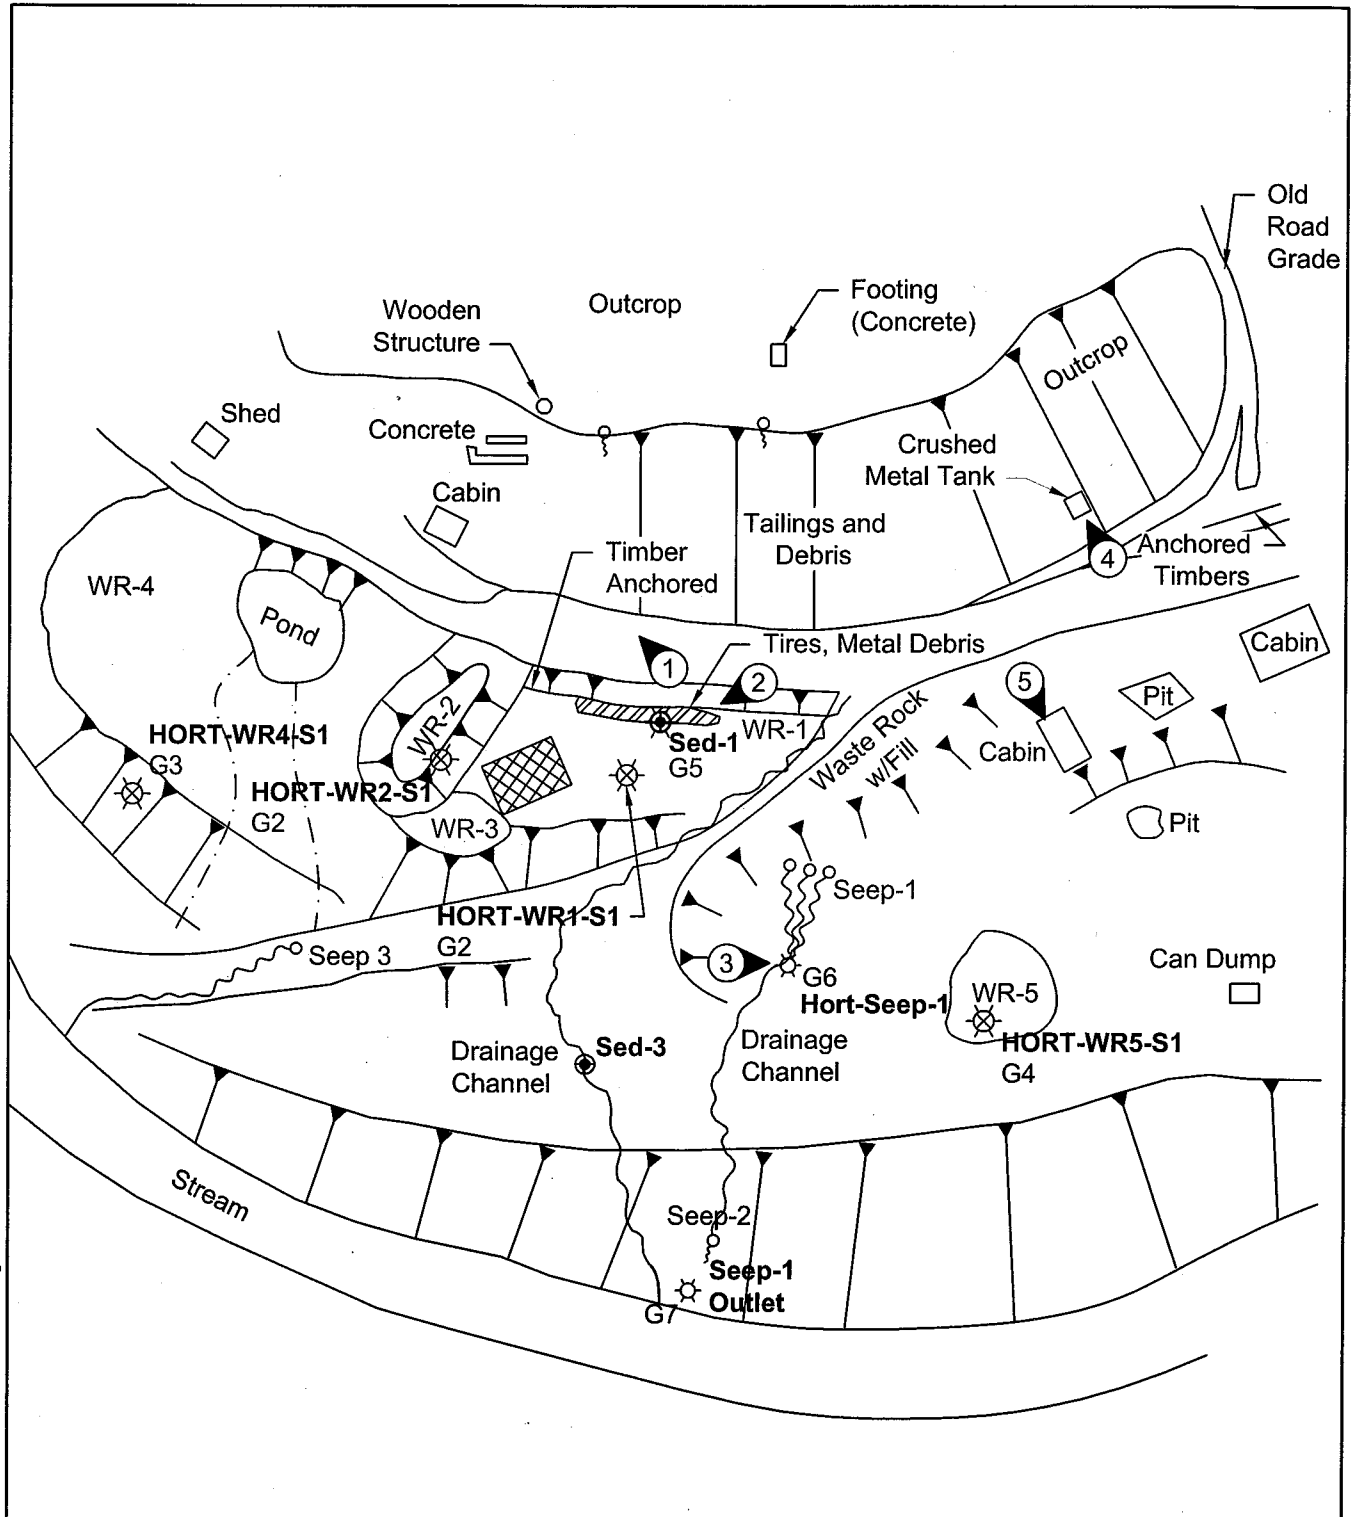 Old
Road
Grade
Footing
(Concrete)
Outcrop
Wooden
Structure
Outcrop
Shed
Concrete
Crushed
Metal Tank
Cabin
Tailings and
Debris
Timber
Anchored
4
Anchored
Timbers
WR-4
Pond
Tires, Metal Debris
Cabin
1
2
5
Pit
WR-2
WR-1
Waste Rock
w/Fill
Cabin
HORT-WR4-S1
G3
Sed-1
G5
HORT-WR2-S1
G2
WR-3
Pit
Seep-1
HORT-WR1-S1
G2
Seep 3
3
G6
Hort-Seep-1
WR-5
Can Dump
Drainage
Channel
Sed-3
Drainage
Channel
HORT-WR5-S1
G4
Stream
Seep-2
Seep-1
Outlet
G7